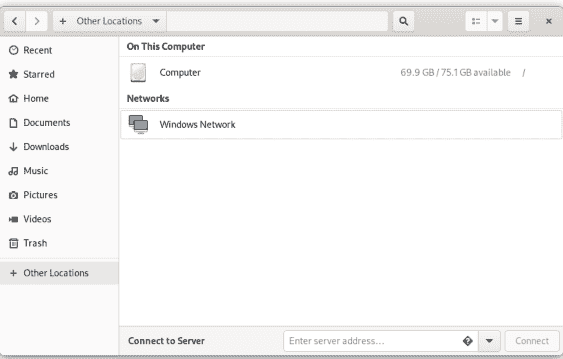 Other Locations
Recent
Starred
Home
Documents
Downloads
Music
Pictures
Videos
Trash
Other Locations
On This Computer
Computer 69.9 GB / 75.1 GB available /
Networks
Windows Network
Connect to Server Enter server address... Connect